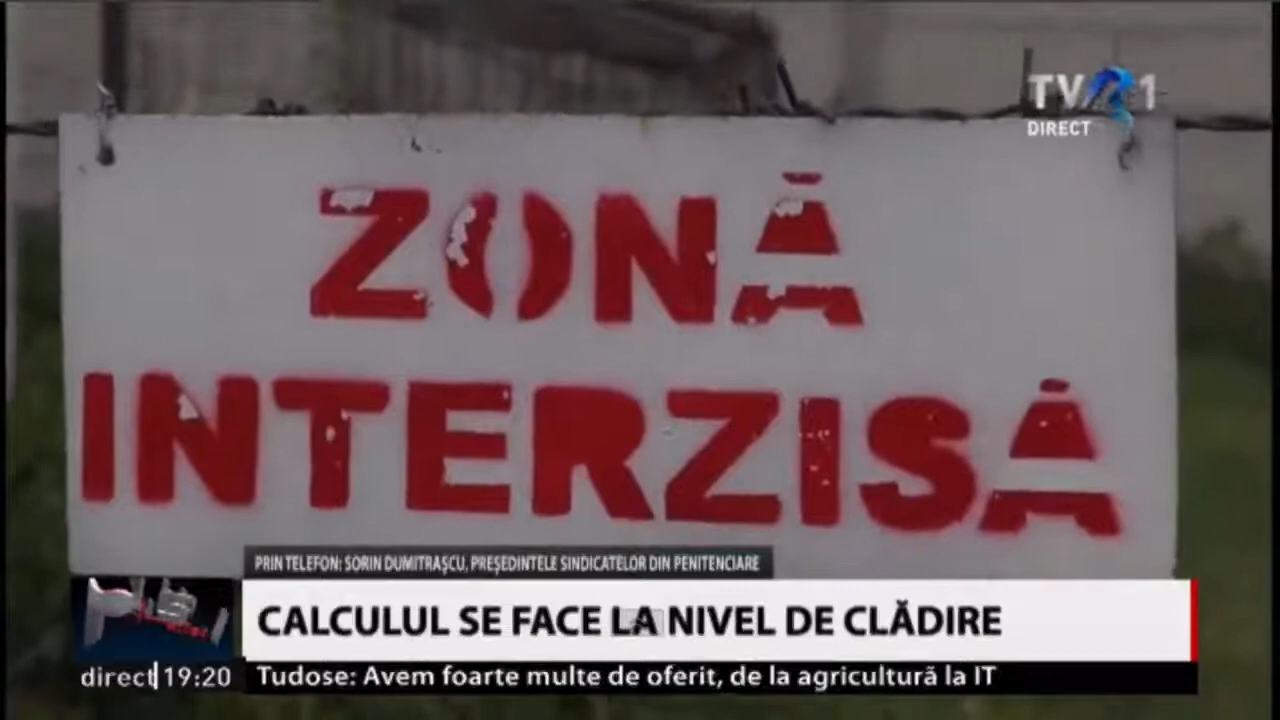 TVR1
DIRECT
ZONĂ
INTERZISĂ
PRIN TELEFON: SORIN DUMITRAȘCU, PREȘEDINTELE SINDICATELOR DIN PENITENCIARE
CALCULUL SE FACE LA NIVEL DE CLĂDIRE
direct 19:20
Tudose: Avem foarte multe de oferit, de la agricultură la IT